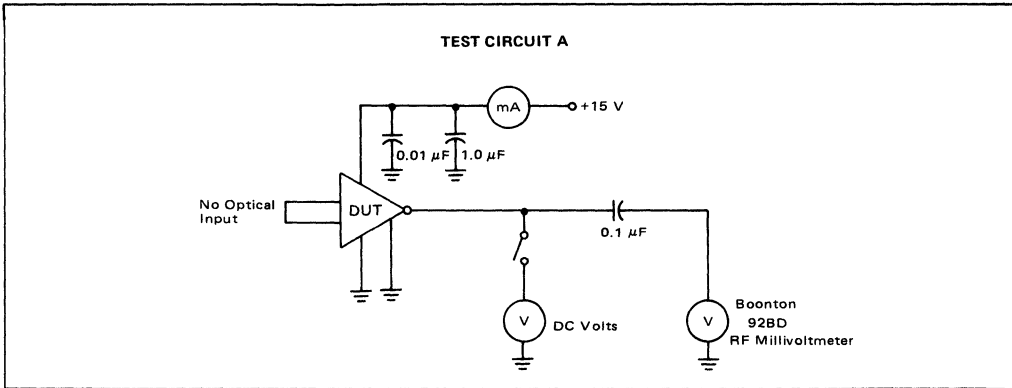 TEST CIRCUIT A
mA
+15 V
0.01 μF
1.0 μF
No Optical
Input
DUT
0.1 μF
V
DC Volts
V
Boonton
92BD
RF Millivoltmeter